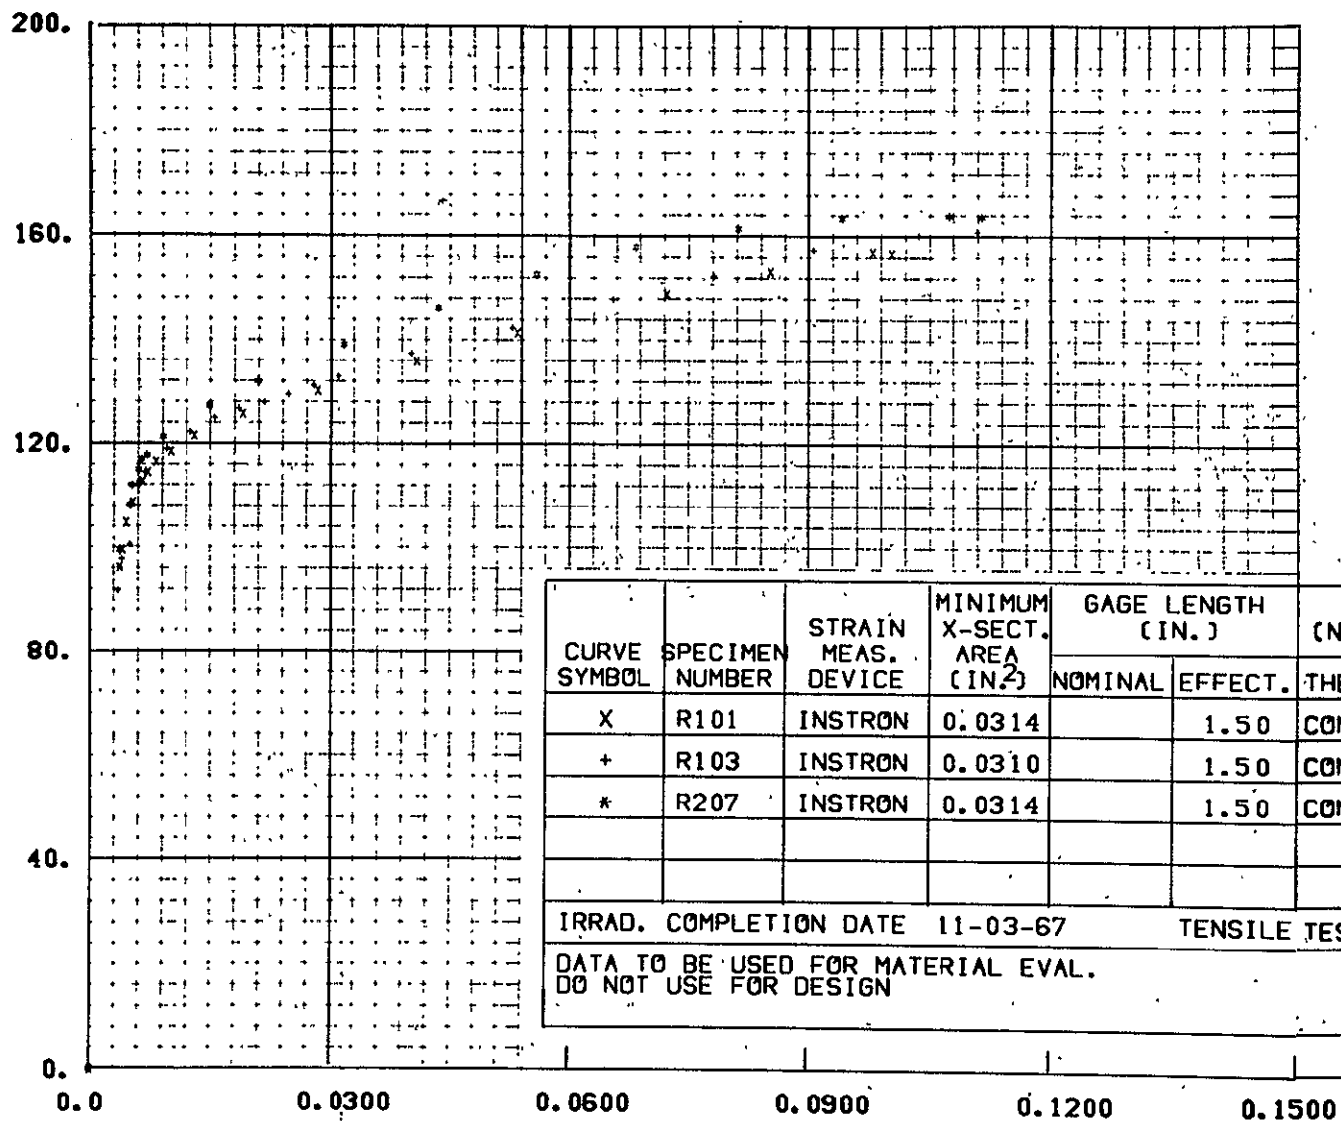 200.
160.
120.
80.
40.
0.
0.0 0.0300 0.0600 0.0900 0.1200 0.1500
CURVE SYMBOL SPECIMEN NUMBER STRAIN MEAS. DEVICE MINIMUM X-SECT. AREA (IN.2) GAGE LENGTH (IN.)
NOMINAL EFFECT.
X R101 INSTRON 0.0314 1.50
+ R103 INSTRON 0.0310 1.50
* R207 INSTRON 0.0314 1.50
IRRAD. COMPLETION DATE 11-03-67 TENSILE
DATA TO BE USED FOR MATERIAL EVAL.
DO NOT USE FOR DESIGN